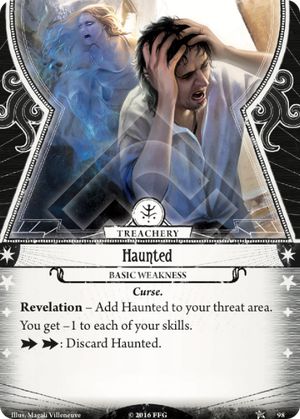 TREACHERY
Haunted
BASIC WEAKNESS
Curse.
Revelation – Add Haunted to your threat area.
You get –1 to each of your skills.
: Discard Haunted.
Illus. Magali Villeneuve © 2016 FFG 98